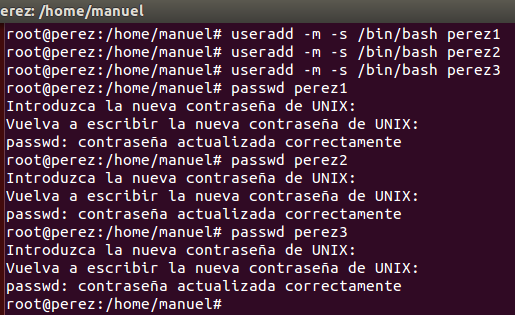 erez: /home/manuel
root@perez:/home/manuel# useradd -m -s /bin/bash perez1
root@perez:/home/manuel# useradd -m -s /bin/bash perez2
root@perez:/home/manuel# useradd -m -s /bin/bash perez3
root@perez:/home/manuel# passwd perez1
Introduzca la nueva contraseña de UNIX:
Vuelva a escribir la nueva contraseña de UNIX:
passwd: contraseña actualizada correctamente
root@perez:/home/manuel# passwd perez2
Introduzca la nueva contraseña de UNIX:
Vuelva a escribir la nueva contraseña de UNIX:
passwd: contraseña actualizada correctamente
root@perez:/home/manuel# passwd perez3
Introduzca la nueva contraseña de UNIX:
Vuelva a escribir la nueva contraseña de UNIX:
passwd: contraseña actualizada correctamente
root@perez:/home/manuel#